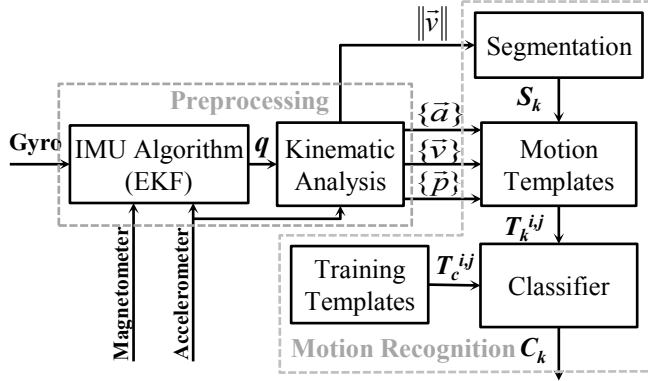 ‖v⃗‖
Segmentation
Preprocessing
S_k
{a⃗}
Gyro
IMU Algorithm
(EKF)
q
Kinematic
Analysis
{v⃗}
{p⃗}
Motion
Templates
T_k^{i,j}
Magnetometer
Accelerometer
Training
Templates
T_c^{i,j}
Classifier
Motion Recognition
C_k